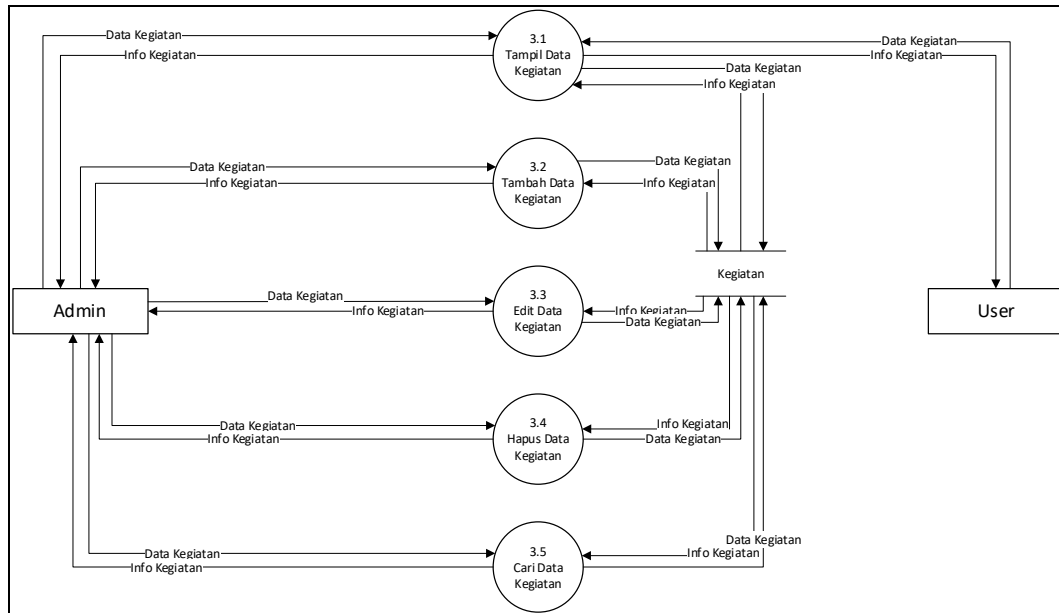 Data Kegiatan
Info Kegiatan
3.1
Tampil Data
Kegiatan
Data Kegiatan
Info Kegiatan
Data Kegiatan
Info Kegiatan
Data Kegiatan
Info Kegiatan
3.2
Tambah Data
Kegiatan
Data Kegiatan
Info Kegiatan
Kegiatan
Admin
Data Kegiatan
Info Kegiatan
3.3
Edit Data
Kegiatan
Info Kegiatan
Data Kegiatan
User
Data Kegiatan
Info Kegiatan
3.4
Hapus Data
Kegiatan
Info Kegiatan
Data Kegiatan
Data Kegiatan
Info Kegiatan
3.5
Cari Data
Kegiatan
Data Kegiatan
Info Kegiatan